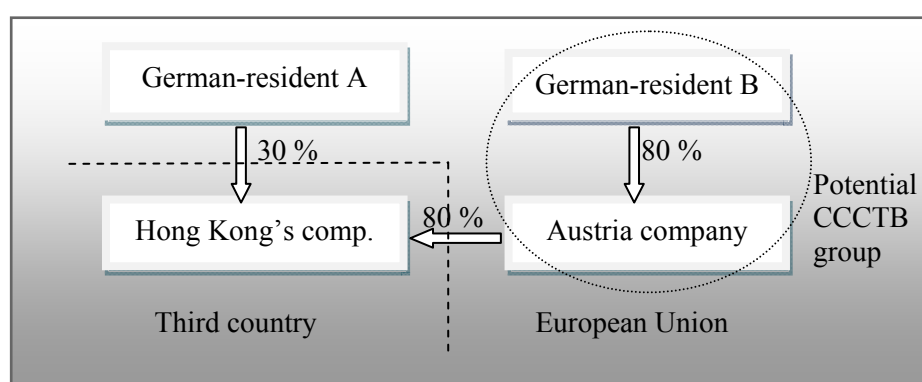 German-resident A
German-resident B
30 %
80 %
Potential
CCCTB
group
Hong Kong’s comp.
80 %
Austria company
Third country
European Union